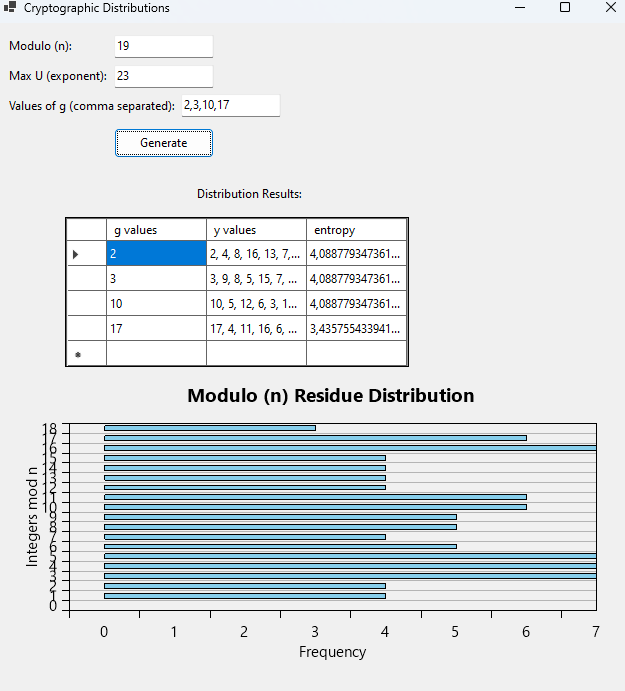 Cryptographic Distributions
Modulo (n): 19
Max U (exponent): 23
Values of g (comma separated): 2,3,10,17
Generate
Distribution Results:
g values y values entropy
2 2, 4, 8, 16, 13, 7,... 4,088779347361...
3 3, 9, 8, 5, 15, 7, ... 4,088779347361...
10 10, 5, 12, 6, 3, 1... 4,088779347361...
17 17, 4, 11, 16, 6, ... 3,435755433941...
Modulo (n) Residue Distribution
Integers mod n
18
17
16
15
14
13
12
11
10
9
8
7
6
5
4
3
2
1
0
0 1 2 3 4 5 6 7
Frequency